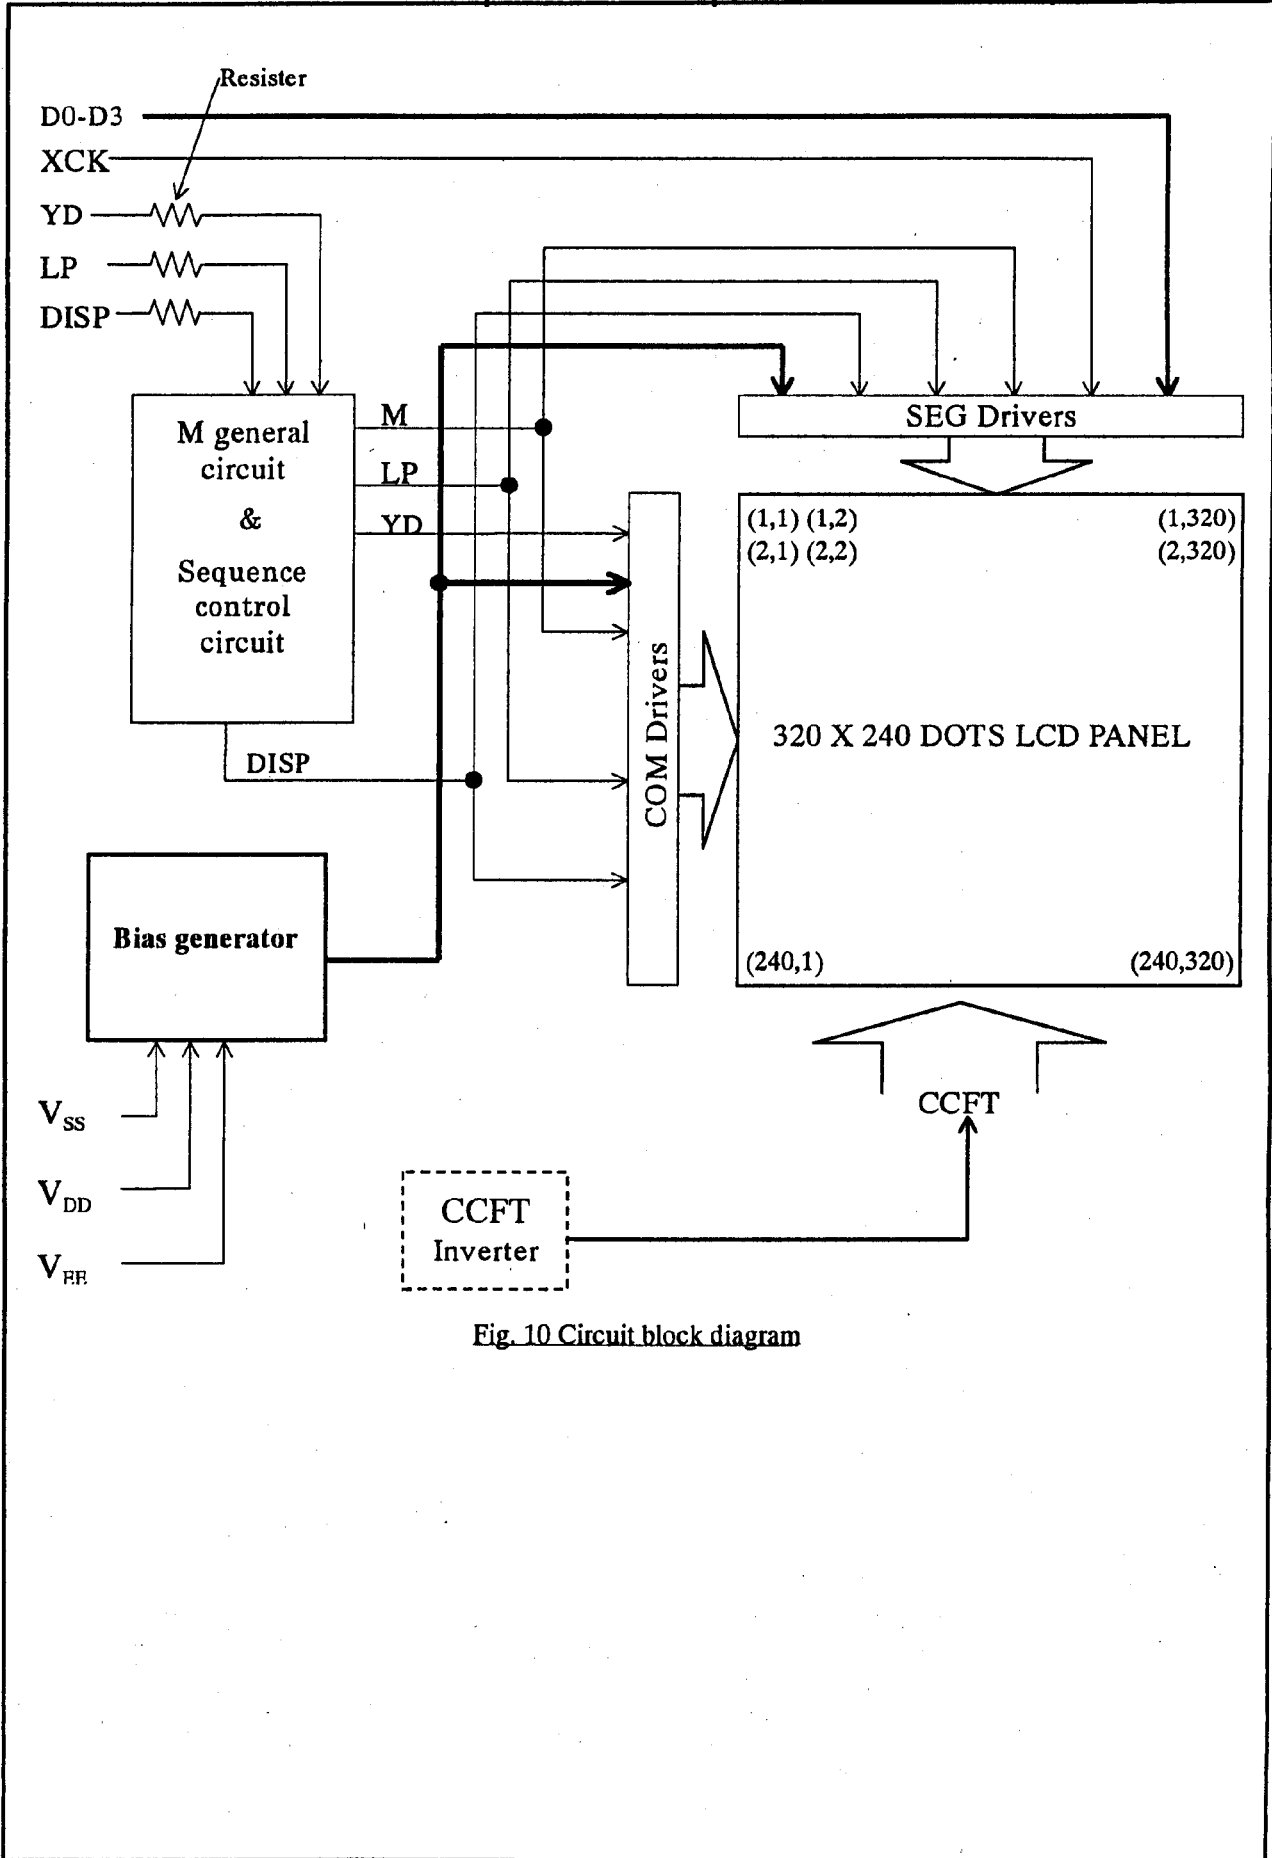 Resister
D0-D3
XCK
YD
LP
DISP
M general
circuit
&
Sequence
control
circuit
M
LP
YD
DISP
SEG Drivers
COM Drivers
(1,1) (1,2)
(1,320)
(2,1) (2,2)
(2,320)
320 X 240 DOTS LCD PANEL
(240,1)
(240,320)
Bias generator
VSS
VDD
VEE
CCFT
CCFT
Inverter
Fig. 10 Circuit block diagram